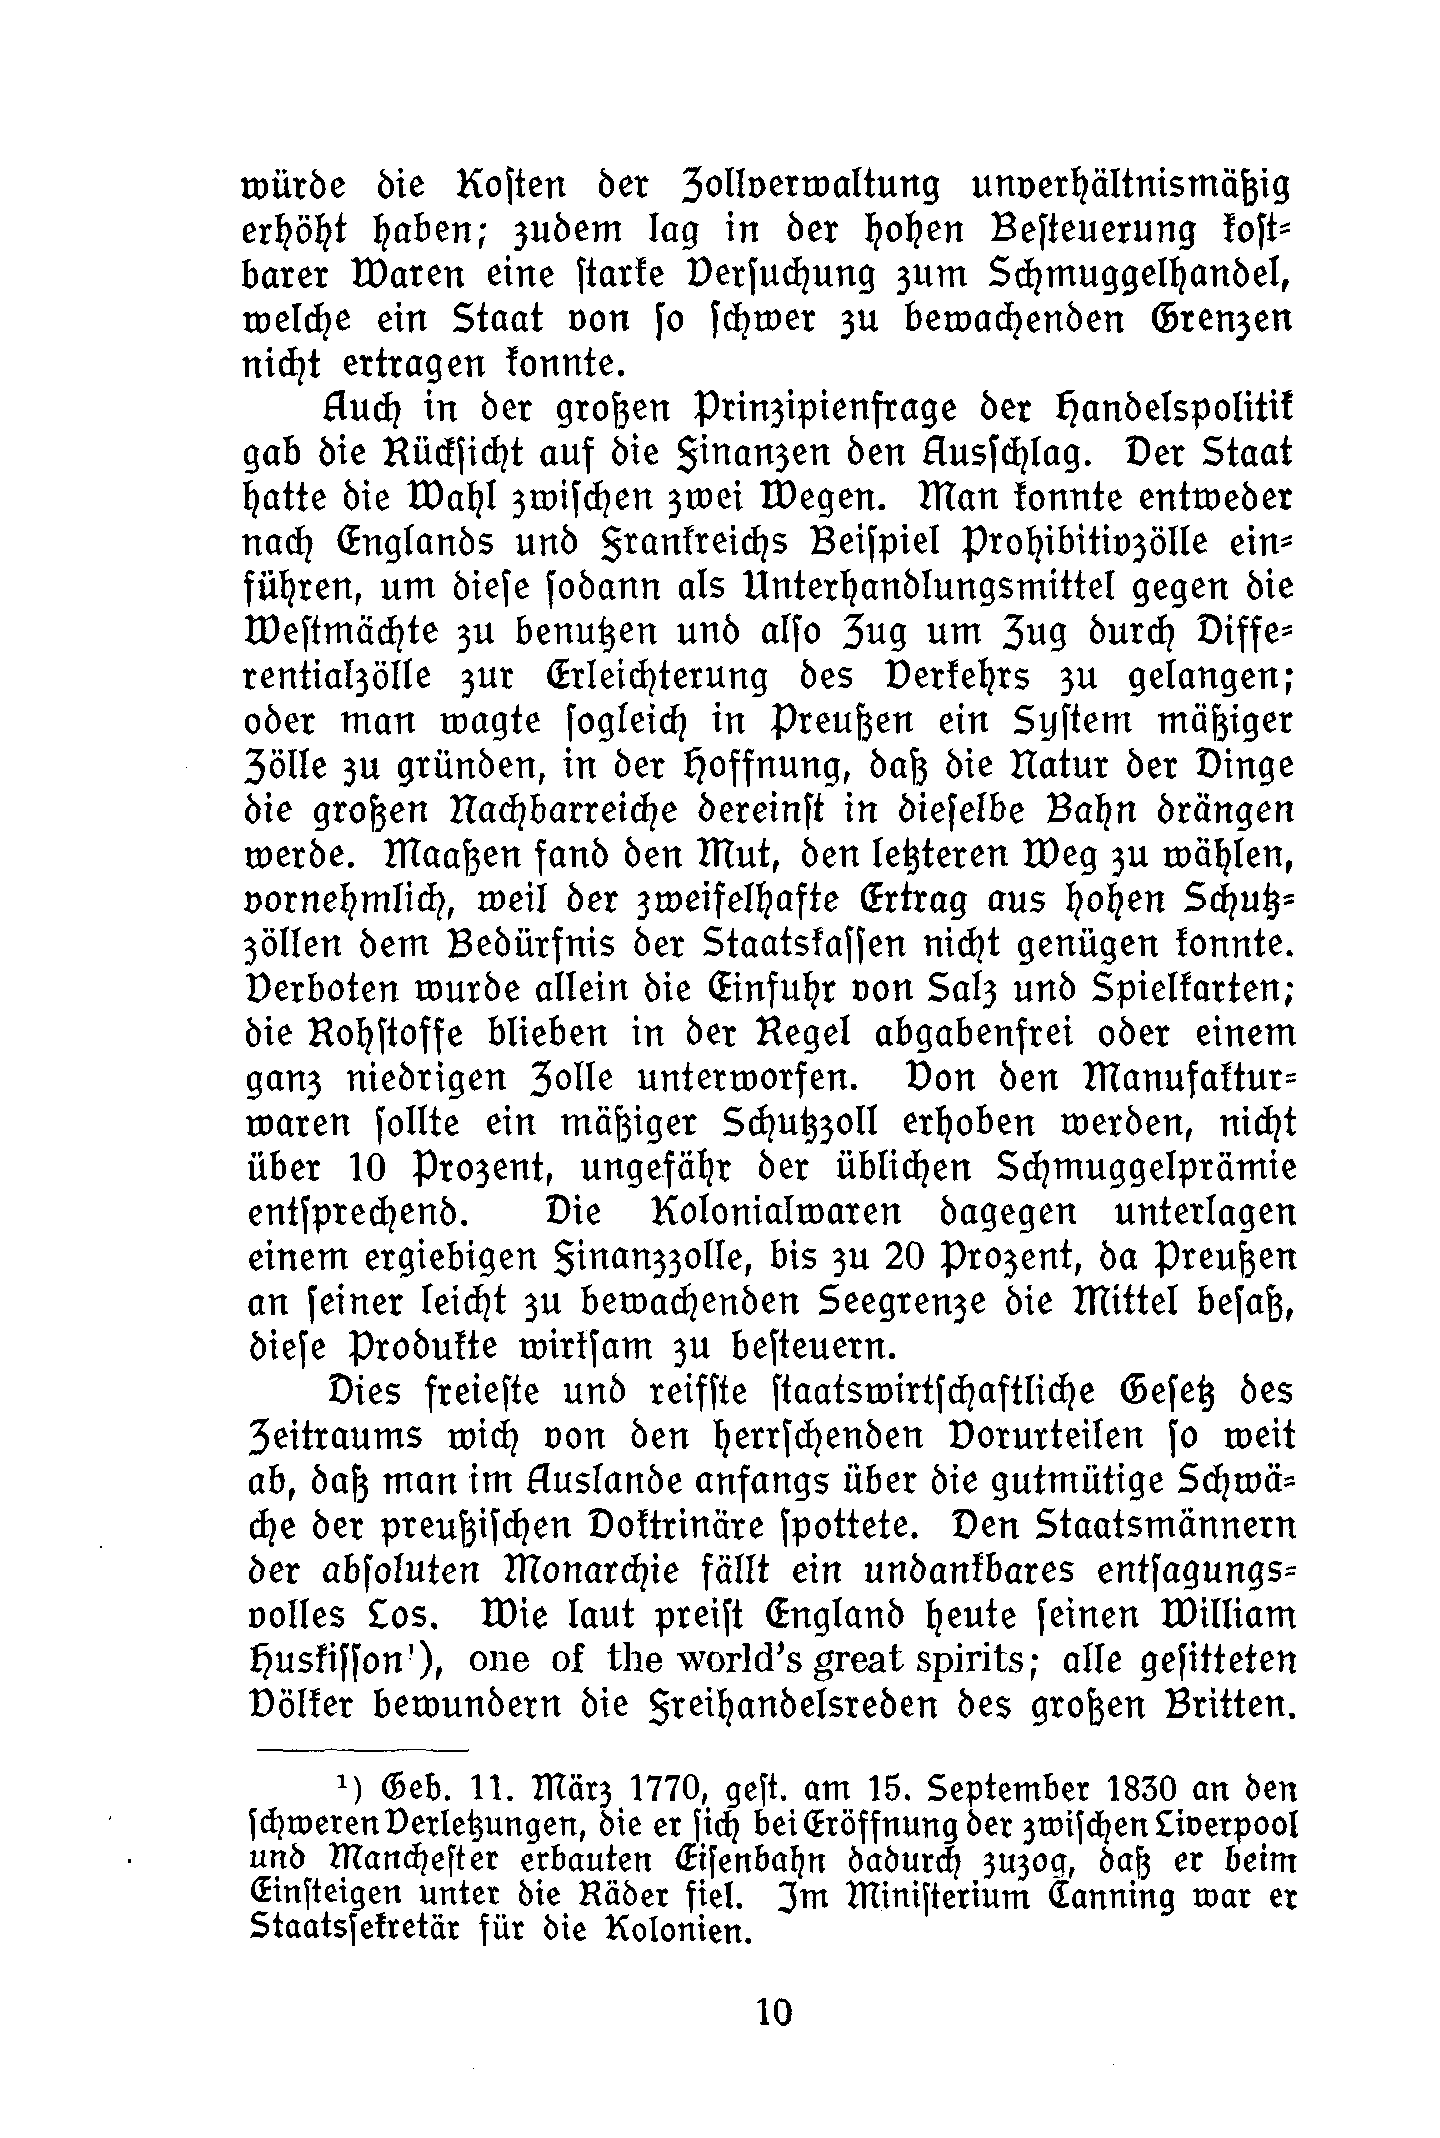 würde die Koſten der Zollverwaltung unverhältnismäßig
erhöht haben; zudem lag in der hohen Beſteuerung koſt⸗
barer Waren eine ſtarke Verſuchung zum Schmuggelhandel,
welche ein Staat von ſo ſchwer zu bewachenden Grenzen
nicht ertragen konnte.
Auch in der großen Prinzipienfrage der Handelspolitik
gab die Rückſicht auf die Finanzen den Ausſchlag. Der Staat
hatte die Wahl zwiſchen zwei Wegen. Man konnte entweder
nach Englands und Frankreichs Beiſpiel Prohibitivzölle ein⸗
führen, um dieſe ſodann als Unterhandlungsmittel gegen die
Weſtmächte zu benutzen und alſo Zug um Zug durch Diffe⸗
rentialzölle zur Erleichterung des Verkehrs zu gelangen;
oder man wagte ſogleich in Preußen ein Syſtem mäßiger
Zölle zu gründen, in der Hoffnung, daß die Natur der Dinge
die großen Nachbarreiche dereinſt in dieſelbe Bahn drängen
werde. Maaßen fand den Mut, den letzteren Weg zu wählen,
vornehmlich, weil der zweifelhafte Ertrag aus hohen Schutz⸗
zöllen dem Bedürfnis der Staatskaſſen nicht genügen konnte.
Verboten wurde allein die Einfuhr von Salz und Spielkarten;
die Rohſtoffe blieben in der Regel abgabenfrei oder einem
ganz niedrigen Zolle unterworfen. Von den Manufaktur⸗
waren ſollte ein mäßiger Schutzzoll erhoben werden, nicht
über 10 Prozent, ungefähr der üblichen Schmuggelprämie
entſprechend. Die Kolonialwaren dagegen unterlagen
einem ergiebigen Finanzzolle, bis zu 20 Prozent, da Preußen
an ſeiner leicht zu bewachenden Seegrenze die Mittel beſaß,
dieſe Produkte wirkſam zu beſteuern.
Dies freieſte und reifſte ſtaatswirtſchaftliche Geſetz des
Zeitraums wich von den herrſchenden Vorurteilen ſo weit
ab, daß man im Auslande anfangs über die gutmütige Schwä⸗
che der preußiſchen Doktrinäre ſpottete. Den Staatsmännern
der abſoluten Monarchie fällt ein undankbares entſagungs⸗
volles Los. Wie laut preiſt England heute ſeinen William
Huskiſſon¹), one of the world's great spirits; alle geſitteten
Völker bewundern die Freihandelsreden des großen Britten.
¹) Geb. 11. März 1770, geſt. am 15. September 1830 an den
ſchweren Verletzungen, die er ſich bei Eröffnung der zwiſchen Liverpool
und Mancheſter erbauten Eiſenbahn dadurch zuzog, daß er beim
Einſteigen unter die Räder fiel. Im Miniſterium Canning war er
Staatsſekretär für die Kolonien.
10